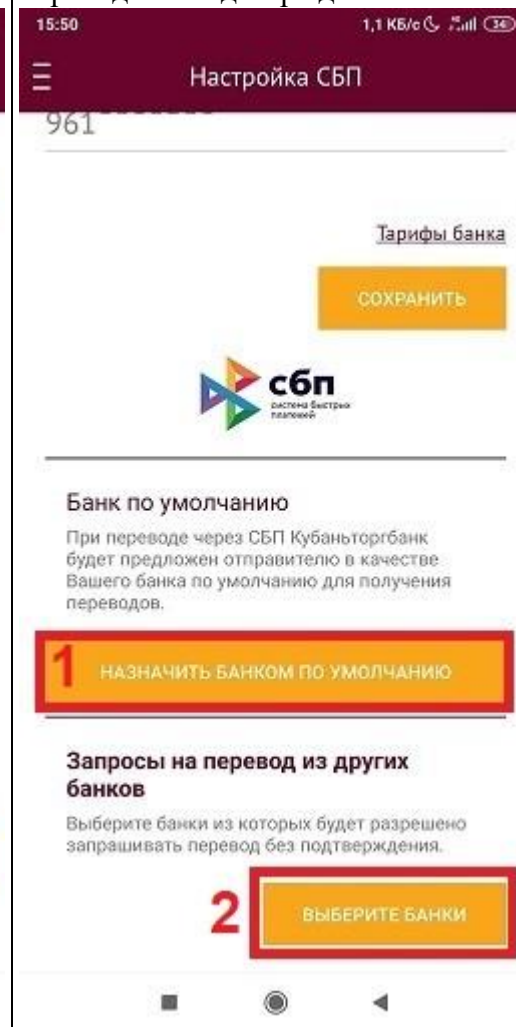 15:50
1,1 КБ/с
34
Настройка СБП
961
Тарифы банка
СОХРАНИТЬ
сбп
система быстрых
платежей
Банк по умолчанию
При переводе через СБП Кубаньторгбанк
будет предложен отправителю в качестве
Вашего банка по умолчанию для получения
переводов.
1
НАЗНАЧИТЬ БАНКОМ ПО УМОЛЧАНИЮ
Запросы на перевод из других
банков
Выберите банки из которых будет разрешено
запрашивать перевод без подтверждения.
2
ВЫБЕРИТЕ БАНКИ